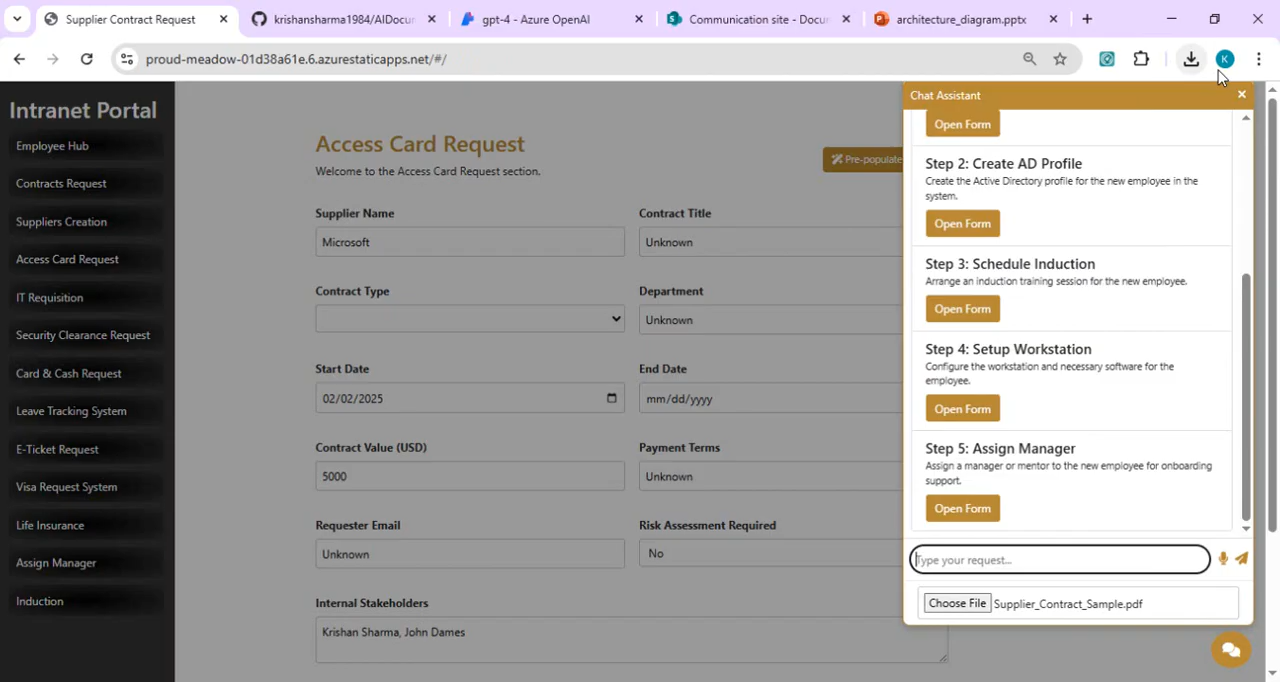 Supplier Contract Request
krishansharma1984/AIDocum
gpt-4 - Azure OpenAI
Communication site - Docu
architecture_diagram.pptx
proud-meadow-01d38a61e.6.azurestaticapps.net/#/
K
Intranet Portal
Employee Hub
Contracts Request
Suppliers Creation
Access Card Request
IT Requisition
Security Clearance Request
Card & Cash Request
Leave Tracking System
E-Ticket Request
Visa Request System
Life Insurance
Assign Manager
Induction
Access Card Request
Welcome to the Access Card Request section.
Pre-populate
Supplier Name
Contract Title
Microsoft
Unknown
Contract Type
Department
Unknown
Start Date
End Date
02/02/2025
mm/dd/yyyy
Contract Value (USD)
Payment Terms
5000
Unknown
Requester Email
Risk Assessment Required
Unknown
No
Internal Stakeholders
Krishan Sharma, John Dames
Chat Assistant
Open Form
Step 2: Create AD Profile
Create the Active Directory profile for the new employee in the
system.
Open Form
Step 3: Schedule Induction
Arrange an induction training session for the new employee.
Open Form
Step 4: Setup Workstation
Configure the workstation and necessary software for the
employee.
Open Form
Step 5: Assign Manager
Assign a manager or mentor to the new employee for onboarding
support.
Open Form
Type your request...
Choose File Supplier_Contract_Sample.pdf